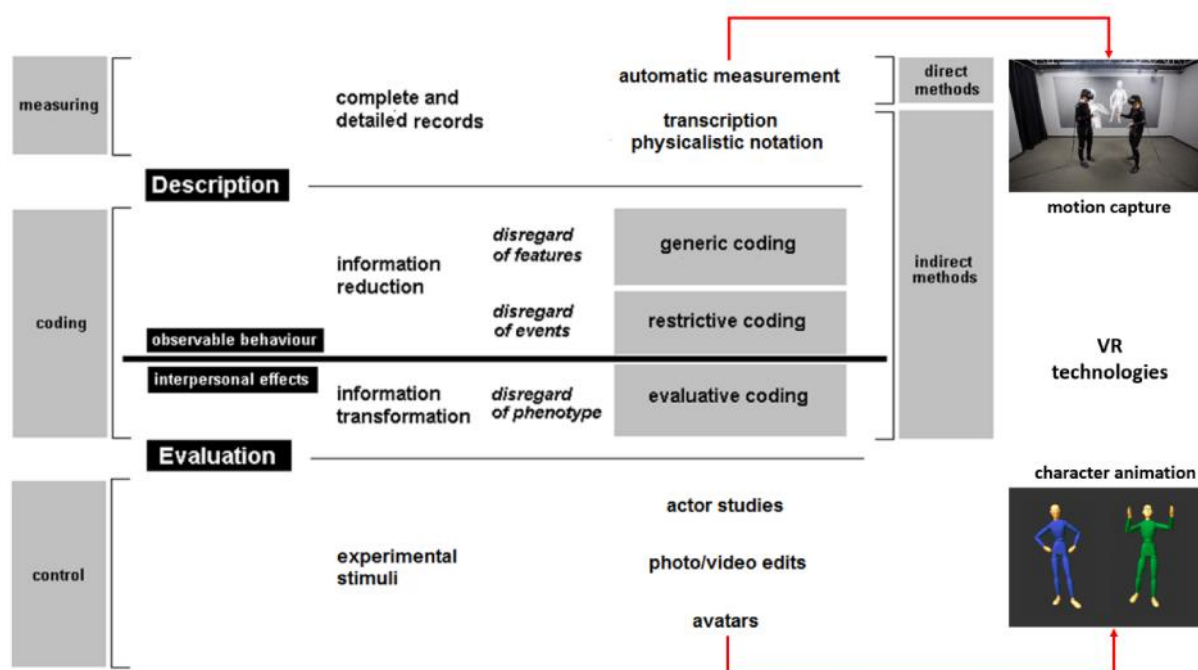 automatic measurement
direct
methods
measuring
complete and
detailed records
transcription
physicalistic notation
Description
motion capture
disregard
of features
generic coding
information
reduction
indirect
methods
coding
disregard
of events
restrictive coding
observable behaviour
VR
technologies
interpersonal effects
information
transformation
disregard
of phenotype
evaluative coding
Evaluation
character animation
actor studies
experimental
stimuli
photo/video edits
control
avatars